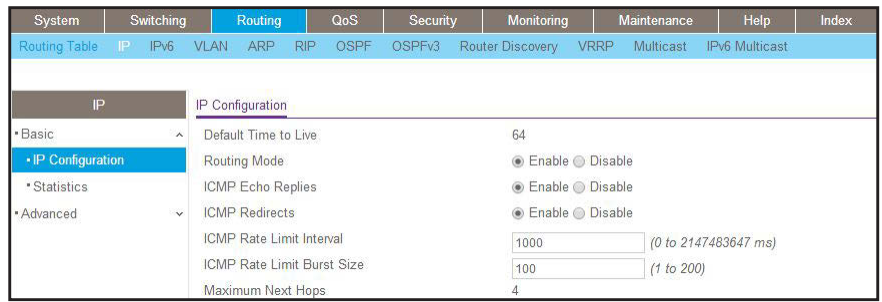 System Switching Routing QoS Security Monitoring Maintenance Help Index
Routing Table IP IPv6 VLAN ARP RIP OSPF OSPFv3 Router Discovery VRRP Multicast IPv6 Multicast
IP
Basic
IP Configuration
Statistics
Advanced
IP Configuration
Default Time to Live 64
Routing Mode Enable Disable
ICMP Echo Replies Enable Disable
ICMP Redirects Enable Disable
ICMP Rate Limit Interval 1000 (0 to 2147483647 ms)
ICMP Rate Limit Burst Size 100 (1 to 200)
Maximum Next Hops 4